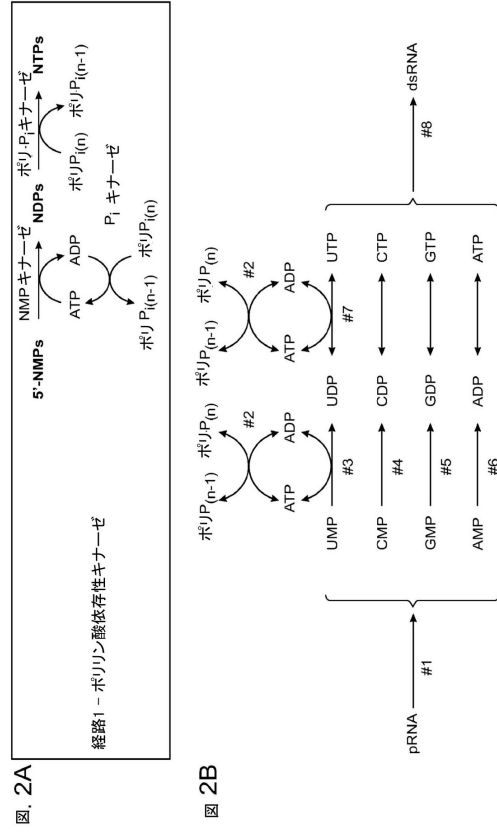 図. 2A
経路1 – ポリリン酸依存性キナーゼ
5'-NMPs
NMPキナーゼ
NDPs
ポリ-Piキナーゼ
NTPs
ATP
ADP
ポリPi(n)
ポリ-Pi(n-1)
Pi キナーゼ
ポリ Pi(n-1)
ポリPi(n)
図 2B
ポリP(n-1)
ポリ-P(n)
#2
ATP
ADP
ポリP(n-1)
ポリP(n)
#2
ATP
ADP
pRNA
#1
UMP
#3
UDP
#7
UTP
CMP
#4
CDP
CTP
GMP
#5
GDP
GTP
AMP
#6
ADP
ATP
#8
dsRNA